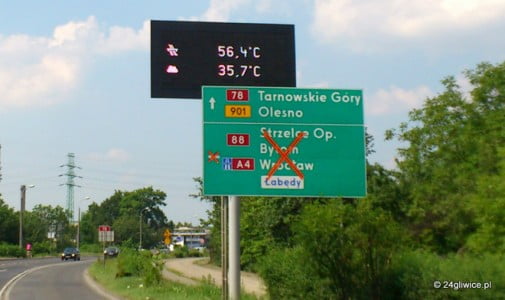 56,4°C
35,7°C
78 Tarnowskie Góry
901 Olesno
Strzelce Op.
88 Bytom
A4 Wrocław
Łabędy
© 24gliwice.pl